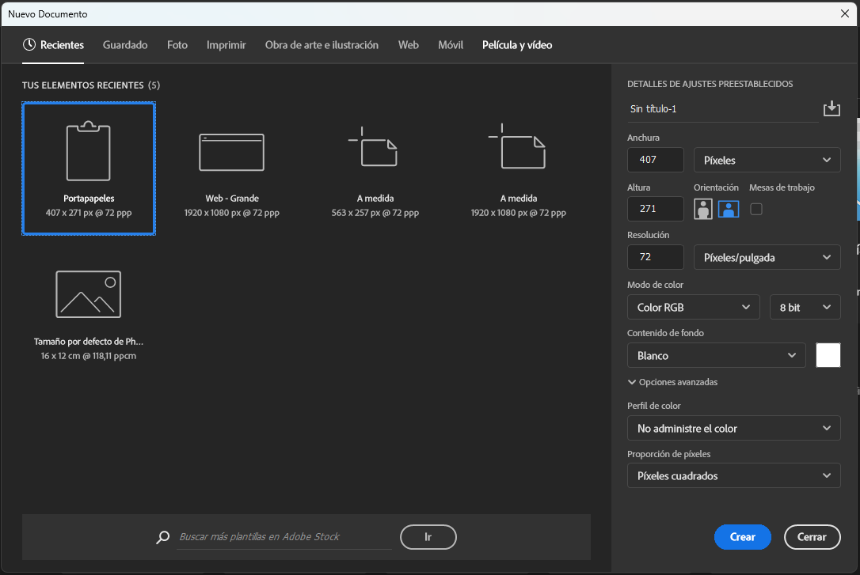 Nuevo Documento
Recientes
Guardado
Foto
Imprimir
Obra de arte e ilustración
Web
Móvil
Película y vídeo
TUS ELEMENTOS RECIENTES (5)
Portapapeles
407 x 271 px @ 72 ppp
Web - Grande
1920 x 1080 px @ 72 ppp
A medida
563 x 257 px @ 72 ppp
A medida
1920 x 1080 px @ 72 ppp
Tamaño por defecto de Ph...
16 x 12 cm @ 118,11 ppcm
Buscar más plantillas en Adobe Stock
Ir
DETALLES DE AJUSTES PREESTABLECIDOS
Sin título-1
Anchura
407
Píxeles
Altura
Orientación
Mesas de trabajo
271
Resolución
72
Píxeles/pulgada
Modo de color
Color RGB
8 bit
Contenido de fondo
Blanco
Opciones avanzadas
Perfil de color
No administre el color
Proporción de píxeles
Píxeles cuadrados
Crear
Cerrar